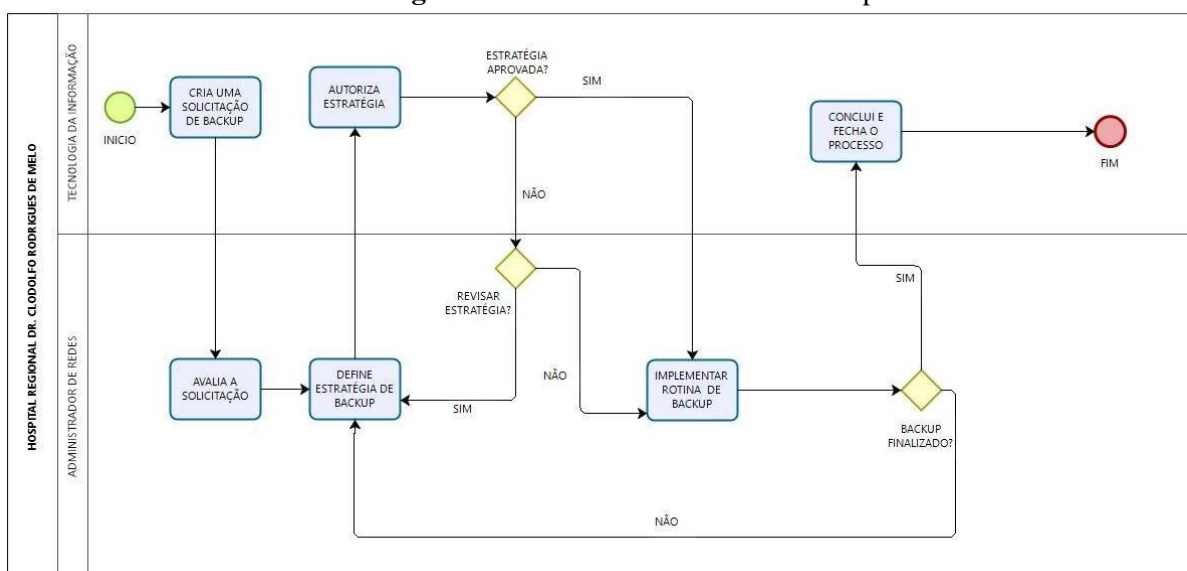 HOSPITAL REGIONAL DR. CLODOLFO RODRIGUES DE MELO
TECNOLOGIA DA INFORMAÇÃO
INICIO
CRIA UMA
SOLICITAÇÃO
DE BACKUP
AUTORIZA
ESTRATÉGIA
ESTRATÉGIA
APROVADA?
SIM
NÃO
CONCLUI E
FECHA O
PROCESSO
FIM
ADMINISTRADOR DE REDES
AVALIA A
SOLICITAÇÃO
DEFINE
ESTRATÉGIA DE
BACKUP
REVISAR
ESTRATÉGIA?
SIM
NÃO
IMPLEMENTAR
ROTINA DE
BACKUP
SIM
BACKUP
FINALIZADO?
NÃO